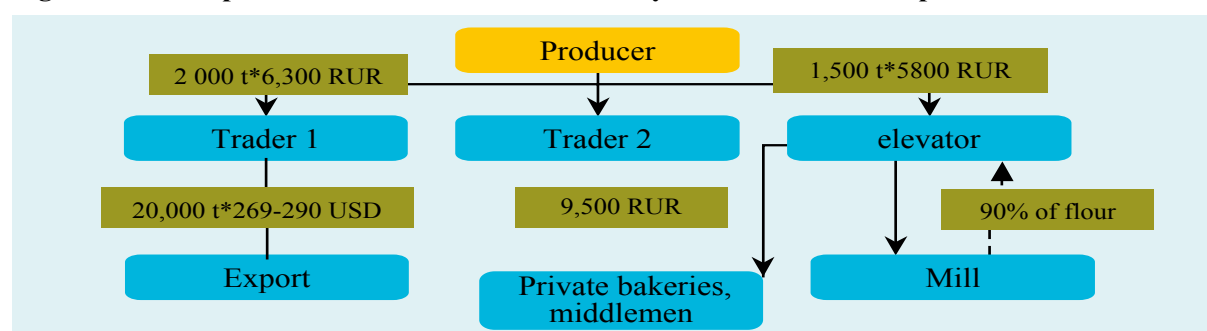 Producer
2 000 t*6,300 RUR
1,500 t*5800 RUR
Trader 1
Trader 2
elevator
20,000 t*269-290 USD
9,500 RUR
90% of flour
Export
Private bakeries,
middlemen
Mill